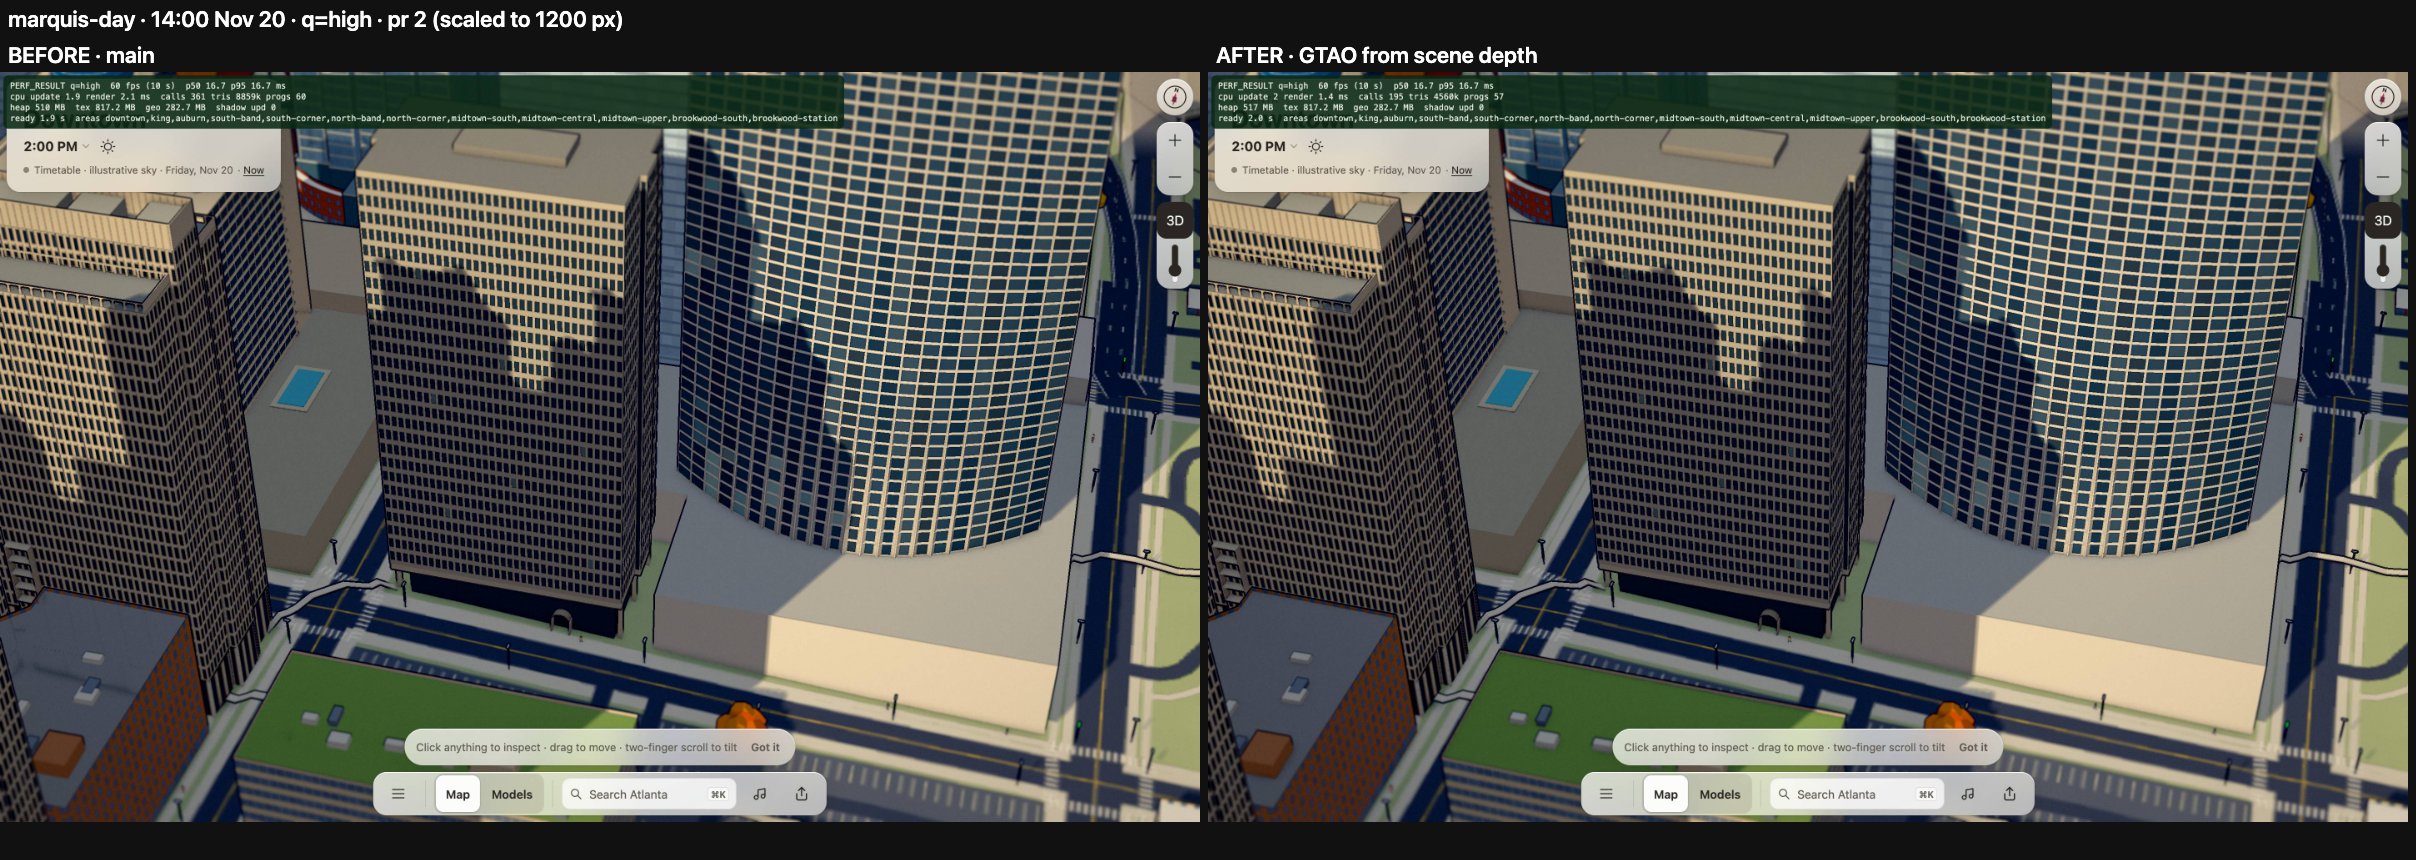 marquis-day · 14:00 Nov 20 · q=high · pr 2 (scaled to 1200 px)
BEFORE · main
PERF_RESULT q=high 60 fps (10 s) p50 16.7 p95 16.7 ms
cpu update 1.9 render 2.1 ms calls 361 tris 8859k progs 60
heap 510 MB tex 817.2 MB geo 282.7 MB shadow upd 0
ready 1.9 s areas downtown,king,auburn,south-band,south-corner,north-band,north-corner,midtown-south,midtown-central,midtown-upper,brookwood-south,brookwood-station
2:00 PM
Timetable · illustrative sky · Friday, Nov 20 · Now
N
+
−
3D
Click anything to inspect · drag to move · two-finger scroll to tilt Got it
Map Models Search Atlanta ⌘K
AFTER · GTAO from scene depth
PERF_RESULT q=high 60 fps (10 s) p50 16.7 p95 16.7 ms
cpu update 2 render 1.4 ms calls 195 tris 4560k progs 57
heap 517 MB tex 817.2 MB geo 282.7 MB shadow upd 0
ready 2.0 s areas downtown,king,auburn,south-band,south-corner,north-band,north-corner,midtown-south,midtown-central,midtown-upper,brookwood-south,brookwood-station
2:00 PM
Timetable · illustrative sky · Friday, Nov 20 · Now
N
+
−
3D
Click anything to inspect · drag to move · two-finger scroll to tilt Got it
Map Models Search Atlanta ⌘K